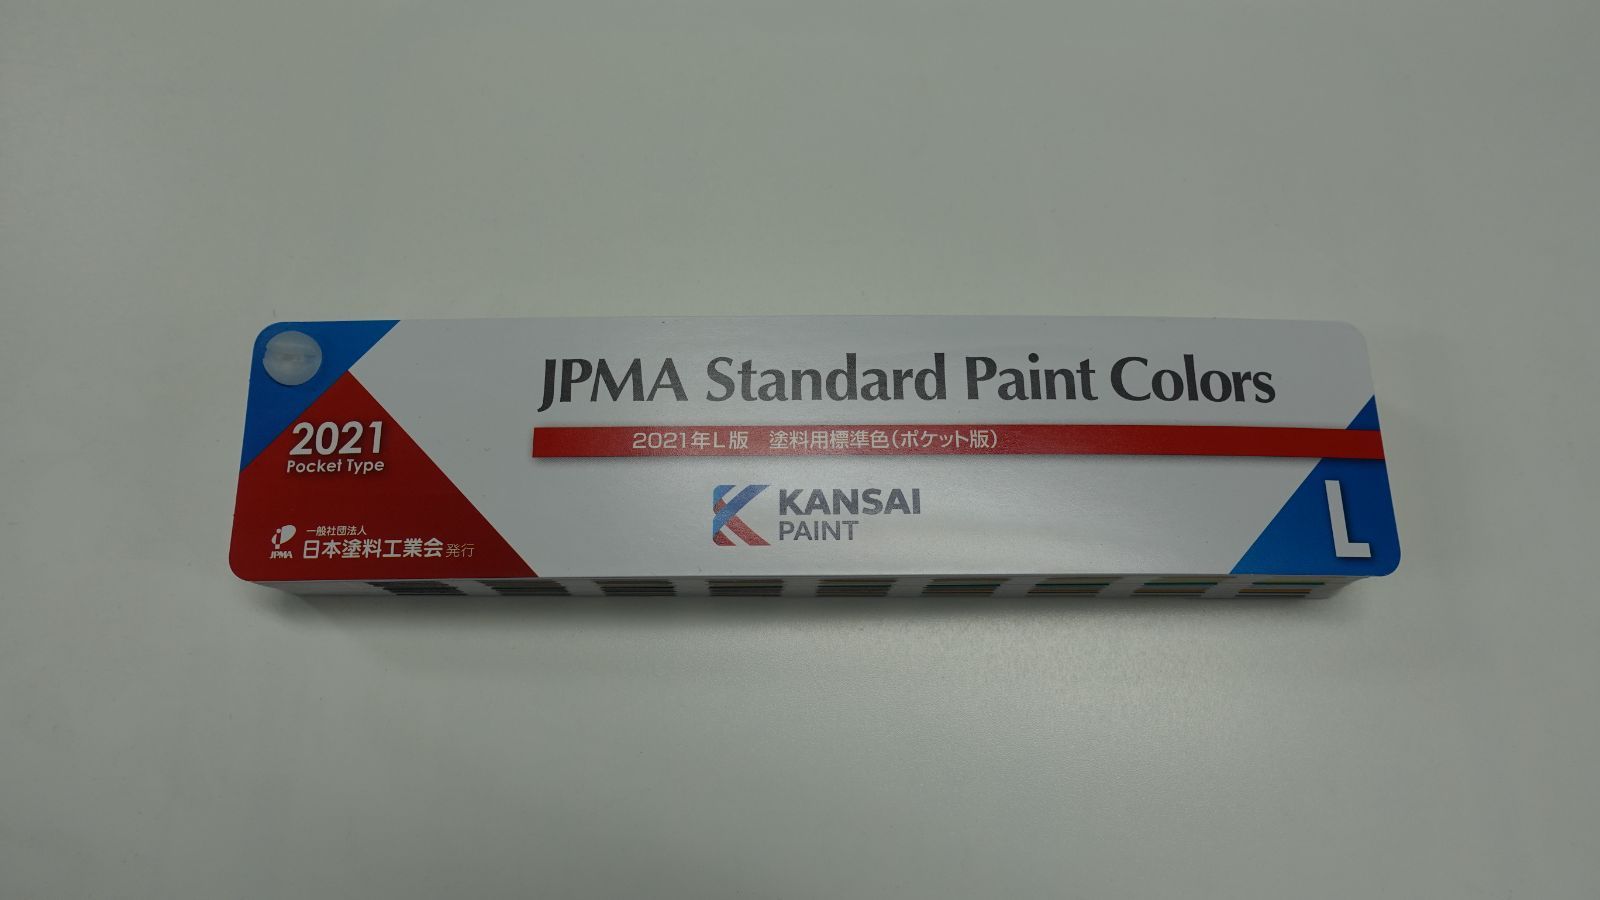 JPMA Standard Paint Colors
2021年L版 塗料用標準色(ポケット版)
2021
Pocket Type
KANSAI
PAINT
JPMA
一般社団法人
日本塗料工業会 発行
L